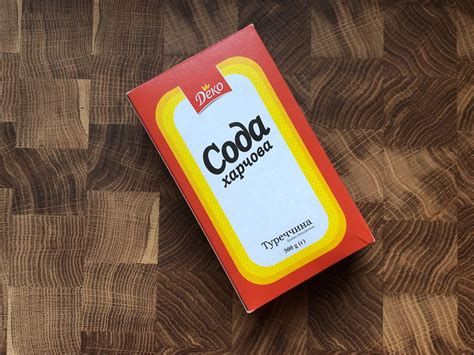 Деко
Сода
харчова
Туреччина
300 g (г)